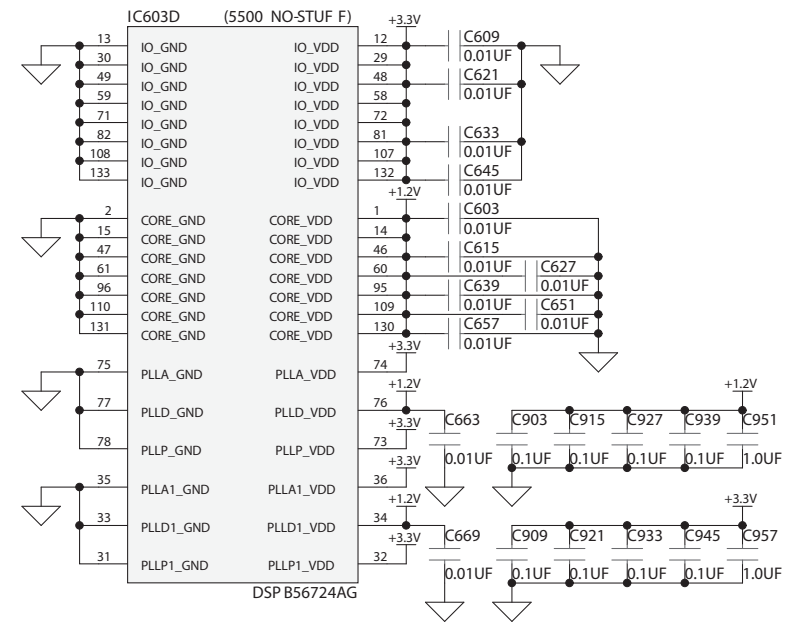 IC603D (5500 NO-STUF F)
+3.3V
13 IO_GND IO_VDD 12 C609
0.01UF
30 IO_GND IO_VDD 29
49 IO_GND IO_VDD 48 C621
0.01UF
59 IO_GND IO_VDD 58
71 IO_GND IO_VDD 72
82 IO_GND IO_VDD 81 C633
0.01UF
108 IO_GND IO_VDD 107
133 IO_GND IO_VDD 132 C645
0.01UF
+1.2V
2 CORE_GND CORE_VDD 1 C603
0.01UF
15 CORE_GND CORE_VDD 14
47 CORE_GND CORE_VDD 46 C615
0.01UF
61 CORE_GND CORE_VDD 60 C627
0.01UF
96 CORE_GND CORE_VDD 95 C639
0.01UF
110 CORE_GND CORE_VDD 109 C651
0.01UF
131 CORE_GND CORE_VDD 130 C657
0.01UF
+3.3V
75 PLLA_GND PLLA_VDD 74
+1.2V
+1.2V
77 PLLD_GND PLLD_VDD 76
C663 C903 C915 C927 C939 C951
+3.3V
78 PLLP_GND PLLP_VDD 73
0.01UF 0.1UF 0.1UF 0.1UF 0.1UF 1.0UF
+3.3V
35 PLLA1_GND PLLA1_VDD 36
+1.2V
+3.3V
33 PLLD1_GND PLLD1_VDD 34
C669 C909 C921 C933 C945 C957
+3.3V
31 PLLP1_GND PLLP1_VDD 32
0.01UF 0.1UF 0.1UF 0.1UF 0.1UF 1.0UF
DSP B56724AG